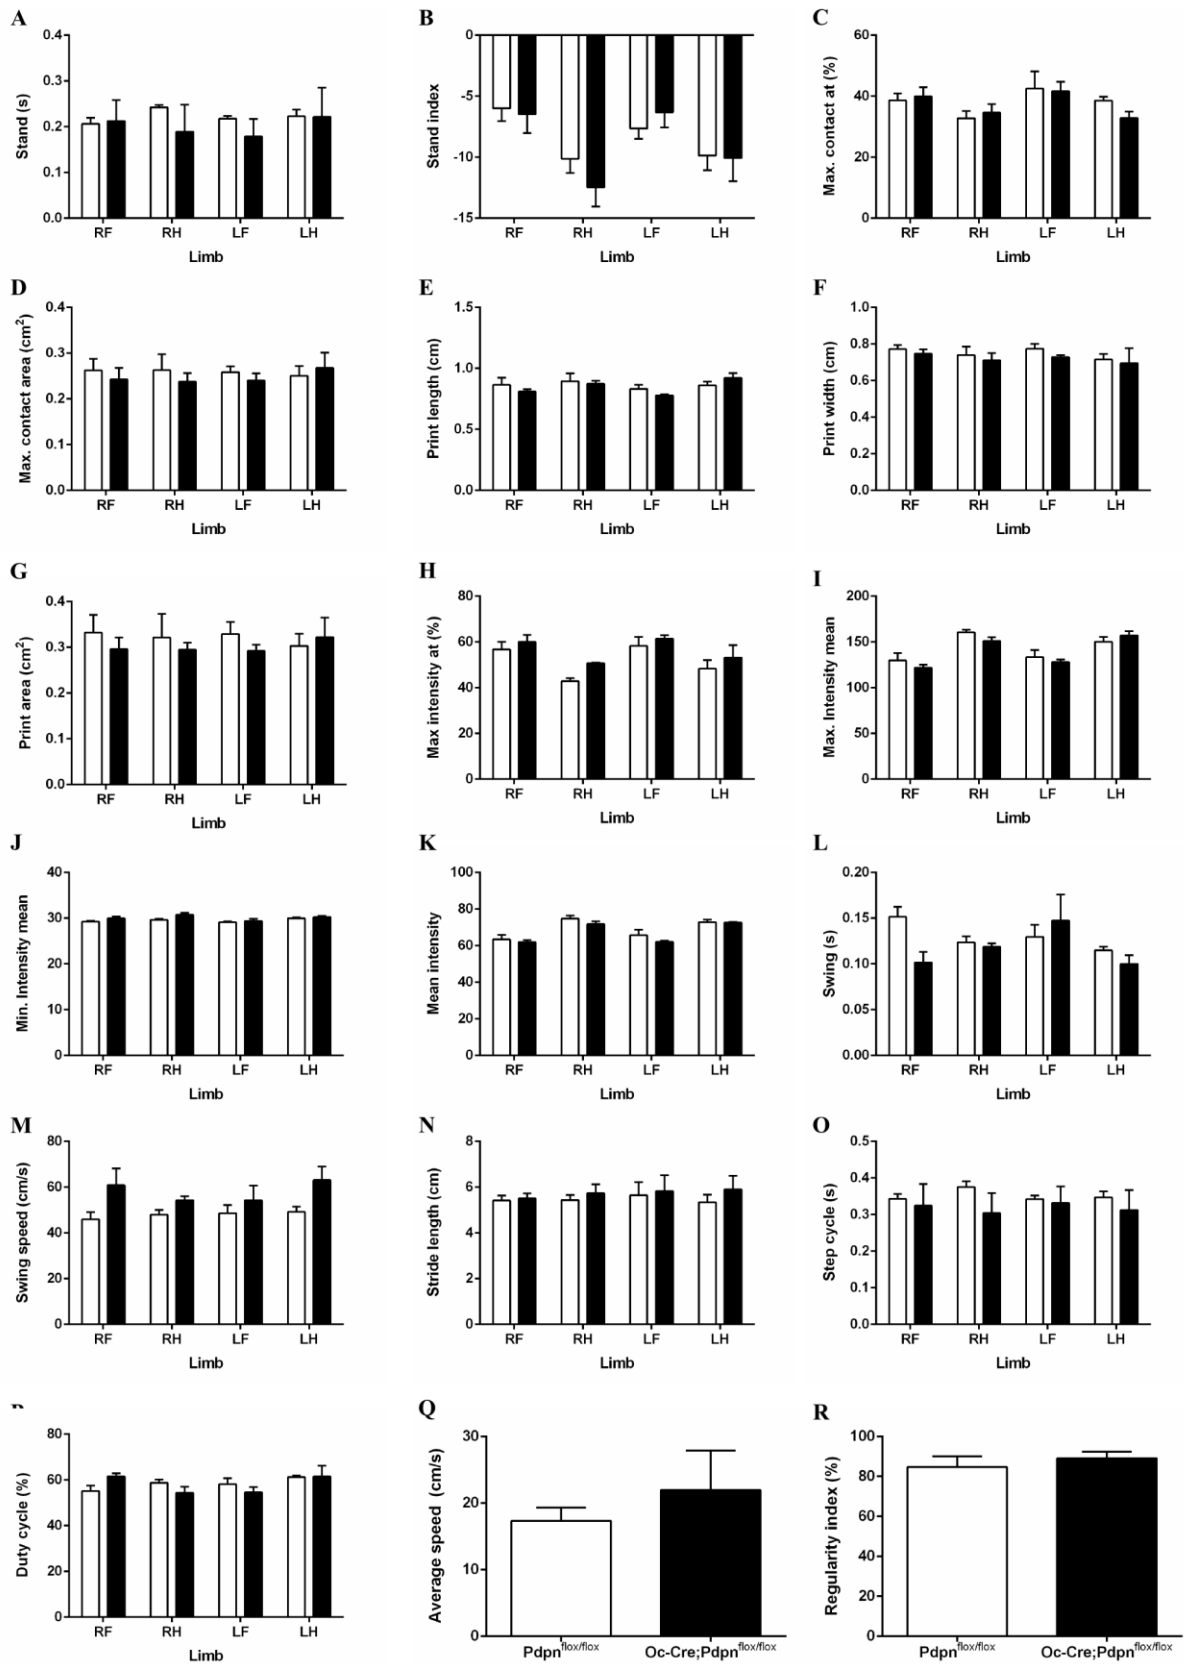 A
0.4
0.3
0.2
0.1
0.0
Stand (s)
RF RH LF LH
Limb
B
0
-5
-10
-15
Stand index
RF RH LF LH
Limb
C
60
40
20
0
Max. contact at (%)
RF RH LF LH
Limb
D
0.4
0.3
0.2
0.1
0.0
Max. contact area (cm²)
RF RH LF LH
Limb
E
1.5
1.0
0.5
0.0
Print length (cm)
RF RH LF LH
Limb
F
1.0
0.8
0.6
0.4
0.2
0.0
Print width (cm)
RF RH LF LH
Limb
G
0.4
0.3
0.2
0.1
0.0
Print area (cm²)
RF RH LF LH
Limb
H
80
60
40
20
0
Max intensity at (%)
RF RH LF LH
Limb
I
200
150
100
50
0
Max. Intensity mean
RF RH LF LH
Limb
J
40
30
20
10
0
Min. Intensity mean
RF RH LF LH
Limb
K
100
80
60
40
20
0
Mean intensity
RF RH LF LH
Limb
L
0.20
0.15
0.10
0.05
0.00
Swing (s)
RF RH LF LH
Limb
M
80
60
40
20
0
Swing speed (cm/s)
RF RH LF LH
Limb
N
8
6
4
2
0
Stride length (cm)
RF RH LF LH
Limb
O
0.5
0.4
0.3
0.2
0.1
0.0
Step cycle (s)
RF RH LF LH
Limb
80
60
40
20
0
Duty cycle (%)
RF RH LF LH
Limb
Q
30
20
10
0
Average speed (cm/s)
Pdpn^flox/flox Oc-Cre;Pdpn^flox/flox
R
100
80
60
40
20
0
Regularity index (%)
Pdpn^flox/flox Oc-Cre;Pdpn^flox/flox